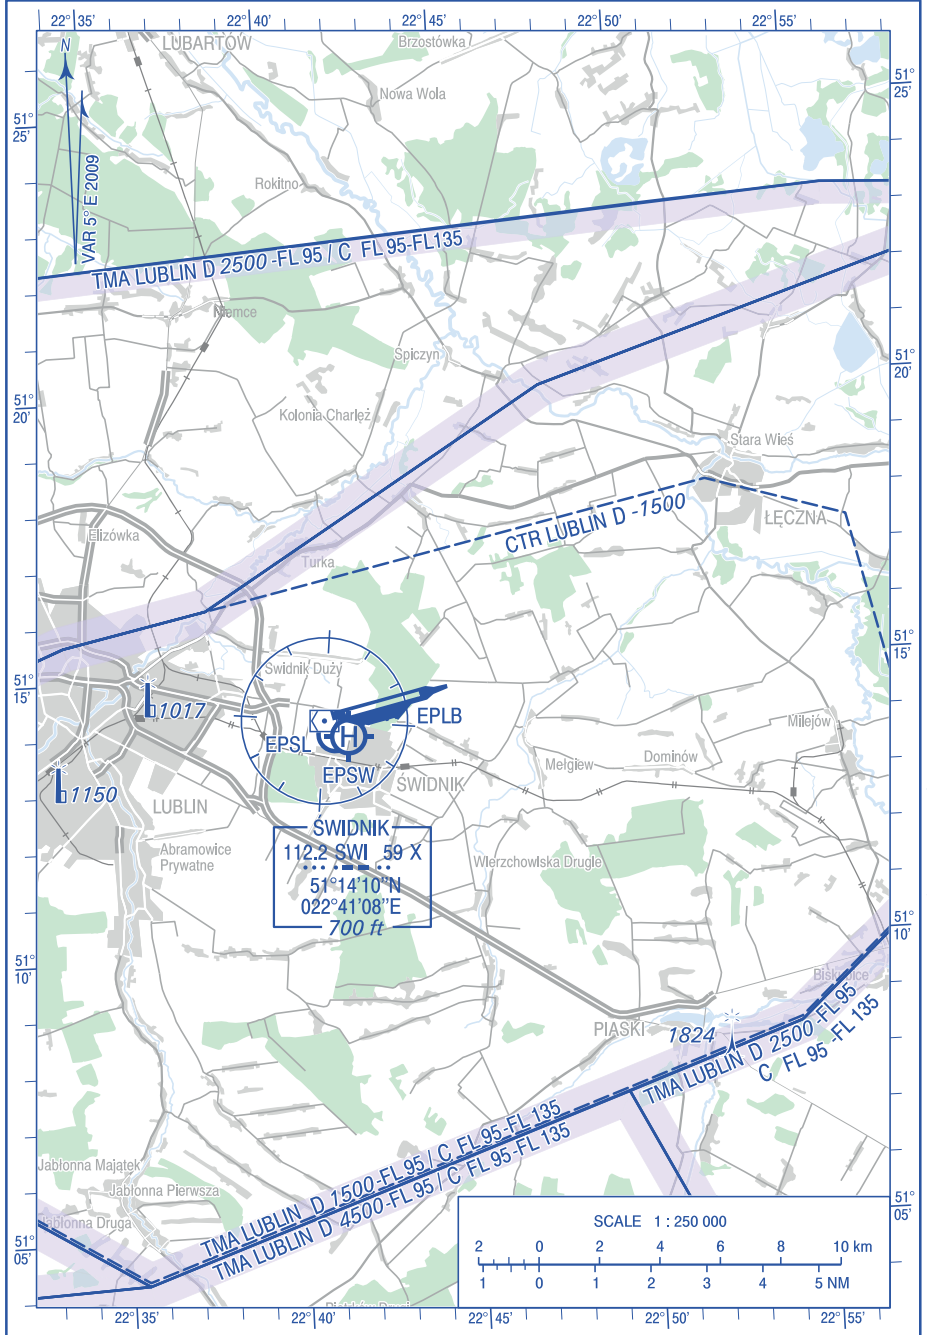 22° 35' 22° 40' 22° 45' 22° 50' 22° 55'
N
LUBARTÓW
Brzostówka
51° 25'
Nowa Wola
51° 25'
VAR 5° E 2009
Rokitno
TMA LUBLIN D 2500 -FL 95 / C FL 95-FL135
Niemce
Spiczyn
51° 20'
51° 20'
Kolonia Charlęż
Stara Wieś
ŁĘCZNA
CTR LUBLIN D -1500
Elizówka
Turka
51° 15'
Świdnik Duży
51° 15'
1017
EPLB
Milejów
EPSL
H
Dominów
Mełgiew
EPSW
ŚWIDNIK
1150
LUBLIN
ŚWIDNIK
112.2 SWI 59 X
51°14'10"N
022°41'08"E
700 ft
Abramowice
Prywatne
Wierzchowiska Drugie
51° 10'
51° 10'
Biskupice
PIASKI
1824
TMA LUBLIN D 2500 -FL 95
C FL 95 -FL 135
TMA LUBLIN D 1500-FL 95 / C FL 95-FL 135
TMA LUBLIN D 4500-FL 95 / C FL 95-FL 135
Jabłonna Majątek
Jabłonna Pierwsza
51° 05'
Jabłonna Druga
51° 05'
SCALE 1 : 250 000
2 0 2 4 6 8 10 km
1 0 1 2 3 4 5 NM
22° 35' 22° 40' 22° 45' 22° 50' 22° 55'